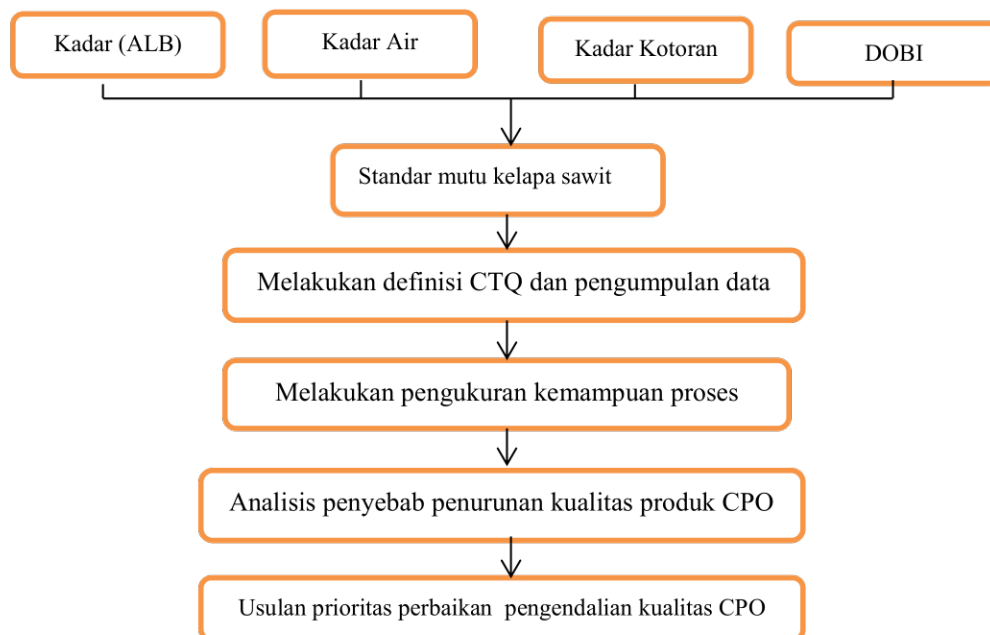 Kadar (ALB)
Kadar Air
Kadar Kotoran
DOBI
Standar mutu kelapa sawit
Melakukan definisi CTQ dan pengumpulan data
Melakukan pengukuran kemampuan proses
Analisis penyebab penurunan kualitas produk CPO
Usulan prioritas perbaikan  pengendalian kualitas CPO